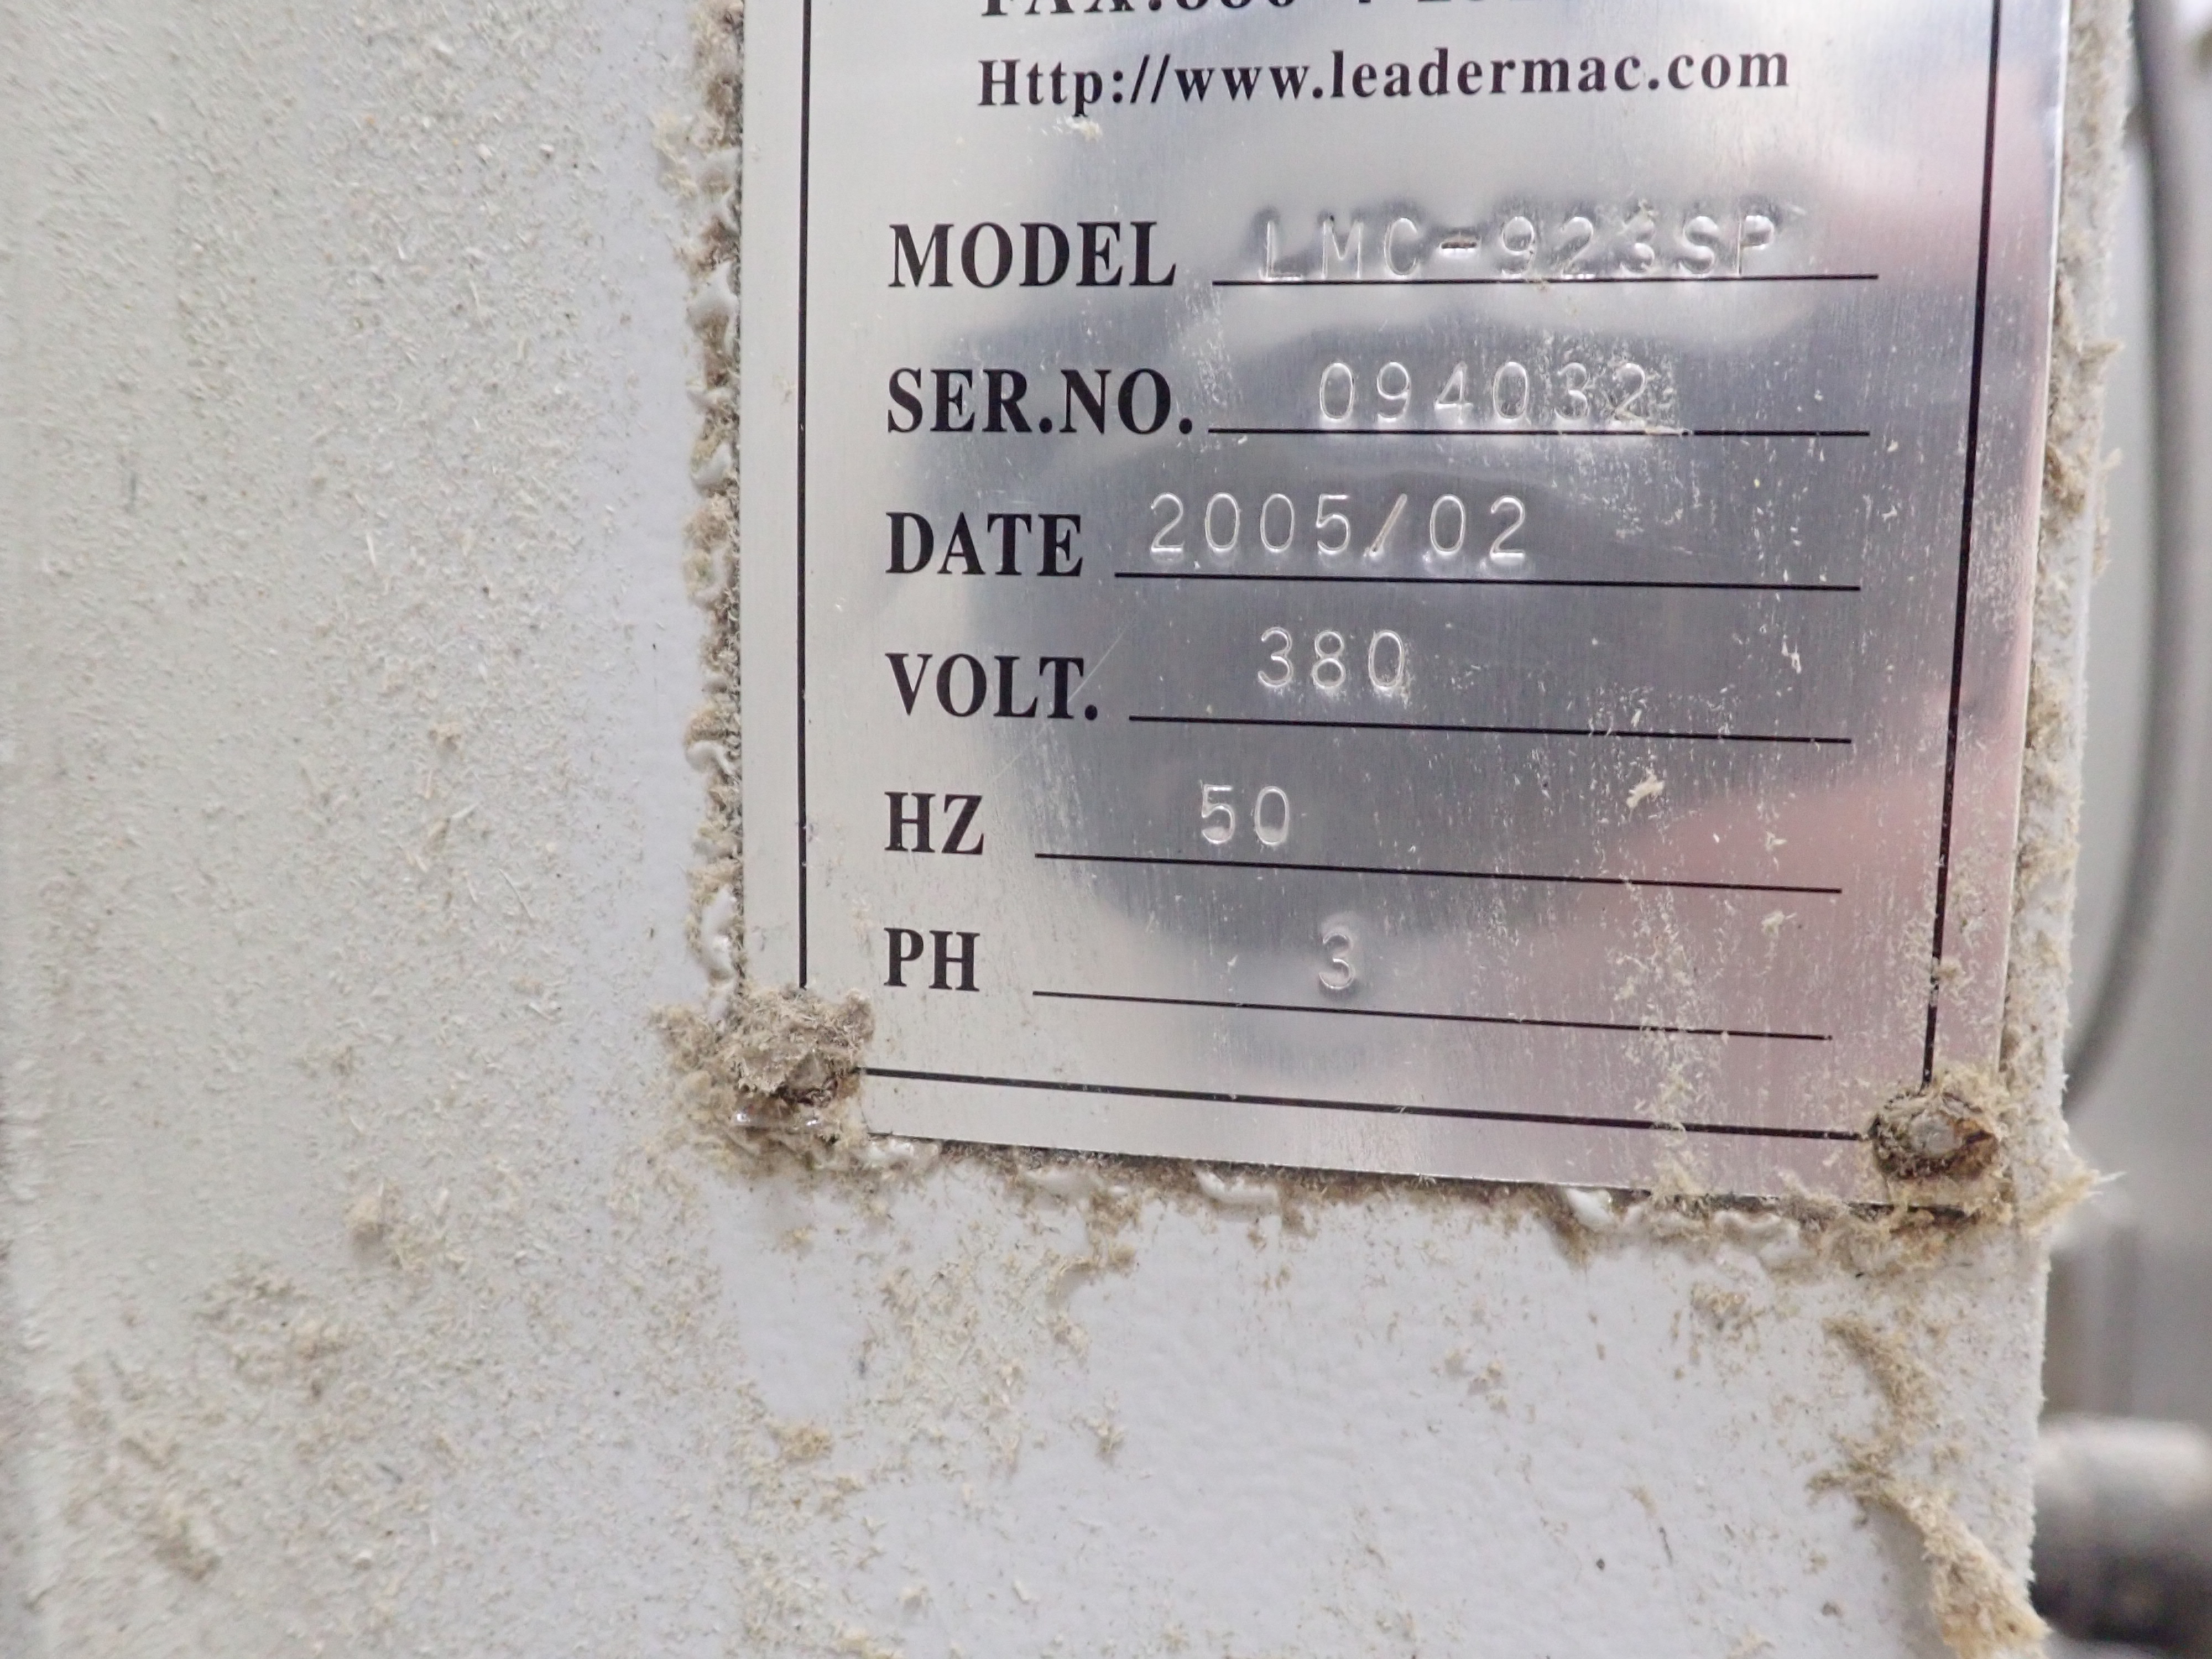 Http://www.leadermac.com
MODEL LMC-923SP
SER.NO. 094032
DATE 2005/02
VOLT. 380
HZ 50
PH 3